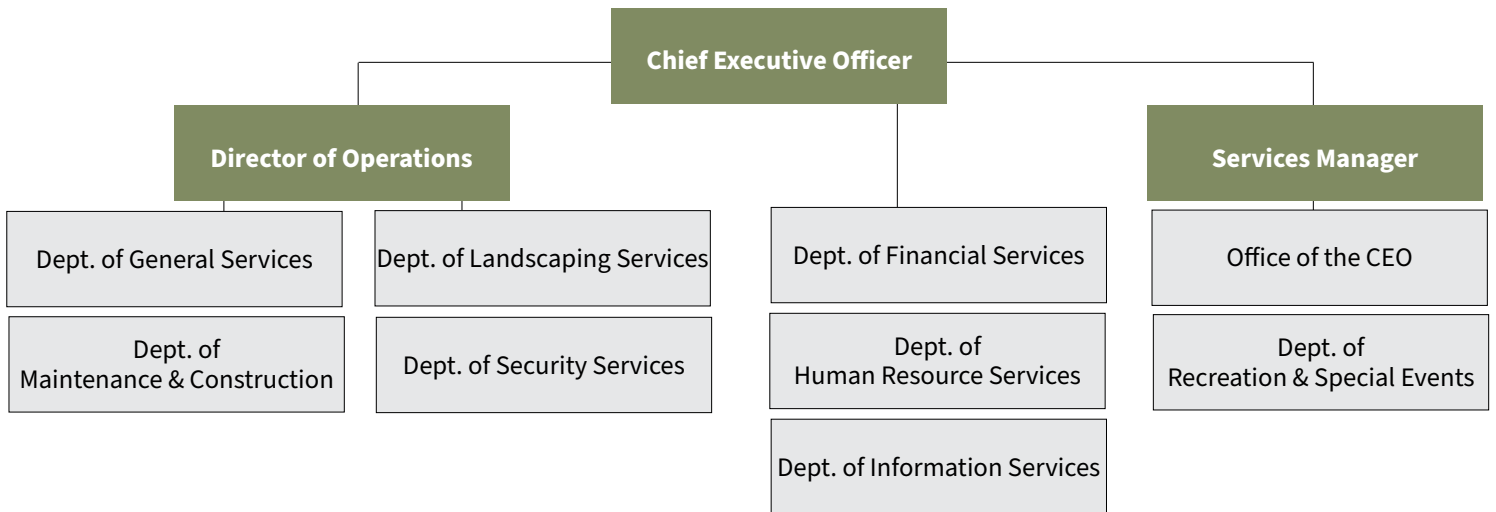 Chief Executive Officer
Director of Operations
Services Manager
Dept. of General Services
Dept. of Landscaping Services
Dept. of Financial Services
Office of the CEO
Dept. of
Maintenance & Construction
Dept. of Security Services
Dept. of
Human Resource Services
Dept. of
Recreation & Special Events
Dept. of Information Services